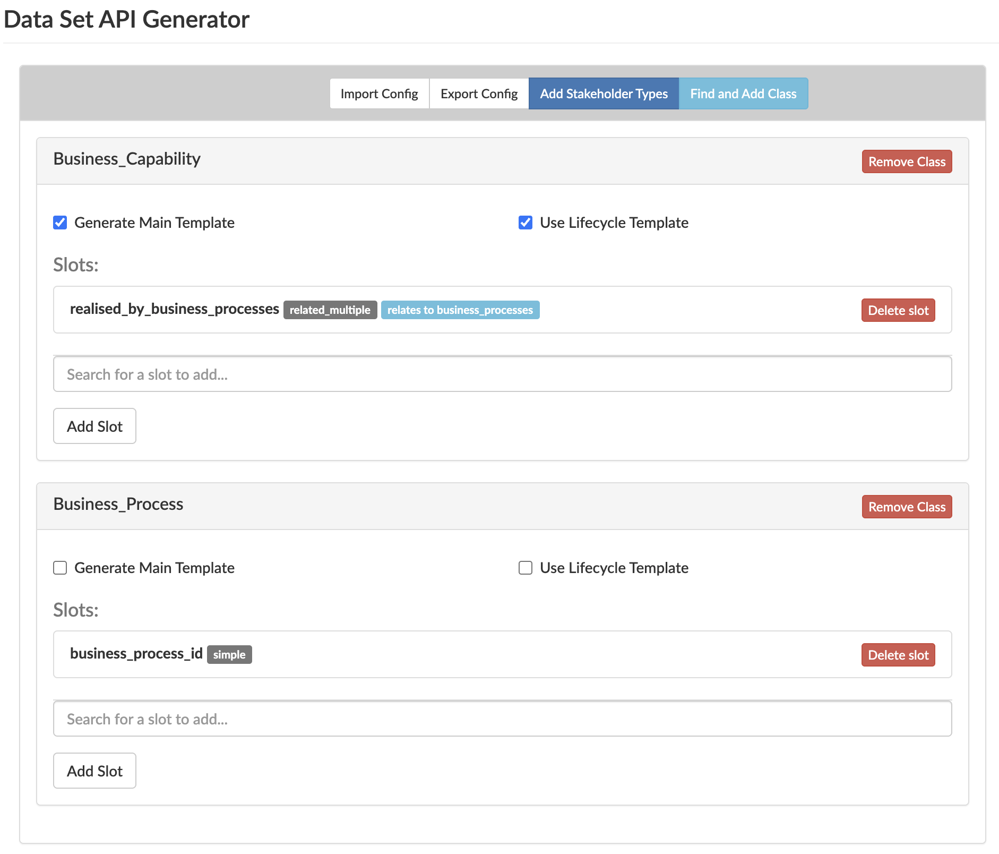 Data Set API Generator
Import Config Export Config Add Stakeholder Types Find and Add Class
Business_Capability Remove Class
Generate Main Template Use Lifecycle Template
Slots:
realised_by_business_processes related_multiple relates to business_processes Delete slot
Search for a slot to add...
Add Slot
Business_Process Remove Class
Generate Main Template Use Lifecycle Template
Slots:
business_process_id simple Delete slot
Search for a slot to add...
Add Slot